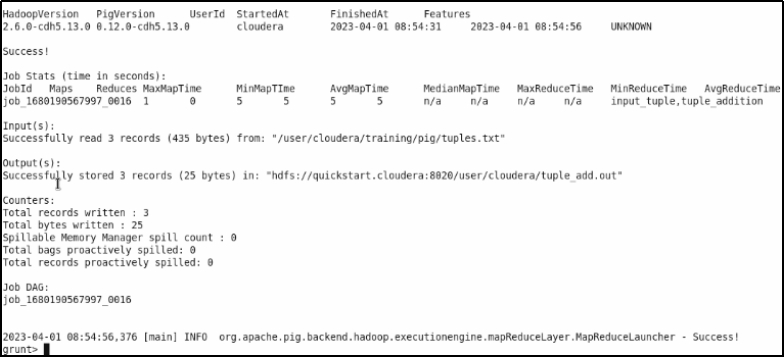 HadoopVersion PigVersion UserId StartedAt FinishedAt Features
2.6.0-cdh5.13.0 0.12.0-cdh5.13.0 cloudera 2023-04-01 08:54:31 2023-04-01 08:54:56 UNKNOWN
Success!
Job Stats (time in seconds):
JobId Maps Reduces MaxMapTime MinMapTIme AvgMapTime MedianMapTime MaxReduceTime MinReduceTime AvgReduceTime
job_1680190567997_0016 1 0 5 5 5 5 n/a n/a n/a n/a input_tuple,tuple_addition
Input(s):
Successfully read 3 records (435 bytes) from: "/user/cloudera/training/pig/tuples.txt"
Output(s):
Successfully stored 3 records (25 bytes) in: "hdfs://quickstart.cloudera:8020/user/cloudera/tuple_add.out"
Counters:
Total records written : 3
Total bytes written : 25
Spillable Memory Manager spill count : 0
Total bags proactively spilled: 0
Total records proactively spilled: 0
Job DAG:
job_1680190567997_0016
2023-04-01 08:54:56,376 [main] INFO org.apache.pig.backend.hadoop.executionengine.mapReduceLayer.MapReduceLauncher - Success!
grunt>